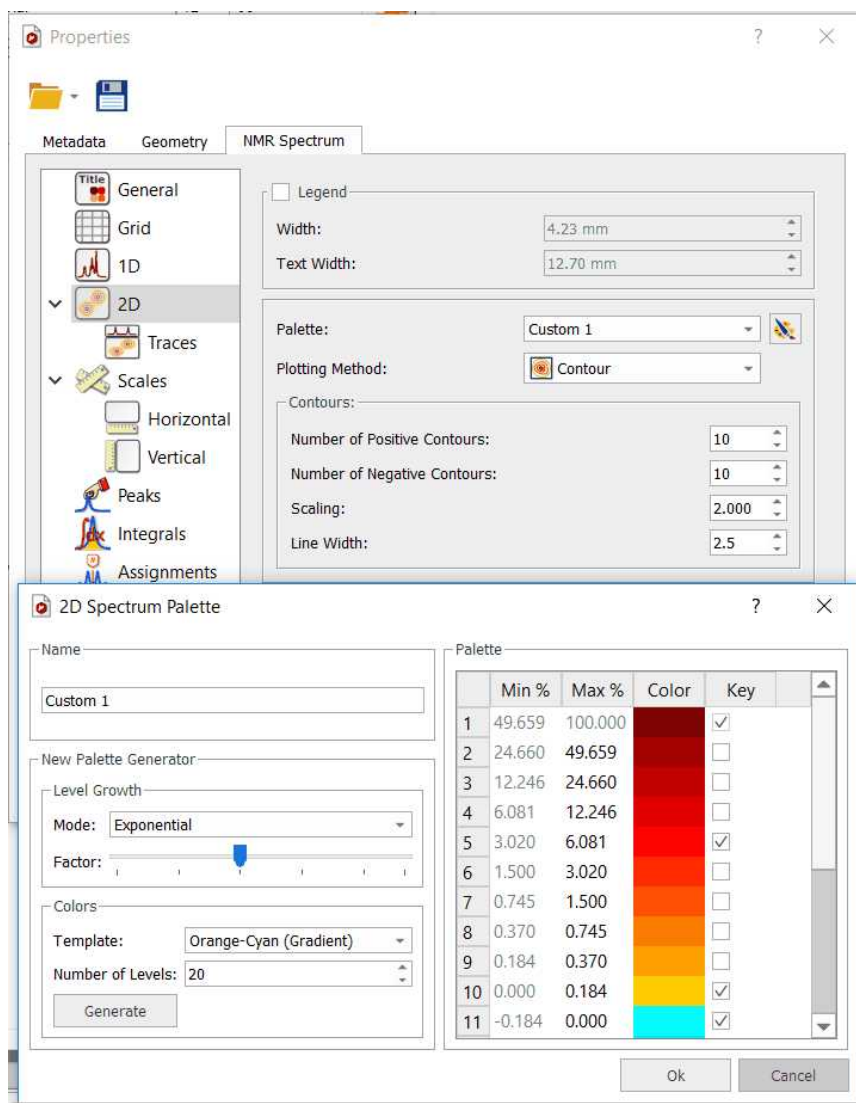 Properties
?
Metadata Geometry NMR Spectrum
Title
General
Grid
1D
2D
Traces
Scales
Horizontal
Vertical
Peaks
Integrals
Assignments
Legend
Width: 4.23 mm
Text Width: 12.70 mm
Palette: Custom 1
Plotting Method: Contour
Contours:
Number of Positive Contours: 10
Number of Negative Contours: 10
Scaling: 2.000
Line Width: 2.5
2D Spectrum Palette
?
Name
Custom 1
New Palette Generator
Level Growth
Mode: Exponential
Factor:
Colors
Template: Orange-Cyan (Gradient)
Number of Levels: 20
Generate
Palette
Min % Max % Color Key
1 49.659 100.000
2 24.660 49.659
3 12.246 24.660
4 6.081 12.246
5 3.020 6.081
6 1.500 3.020
7 0.745 1.500
8 0.370 0.745
9 0.184 0.370
10 0.000 0.184
11 -0.184 0.000
Ok Cancel